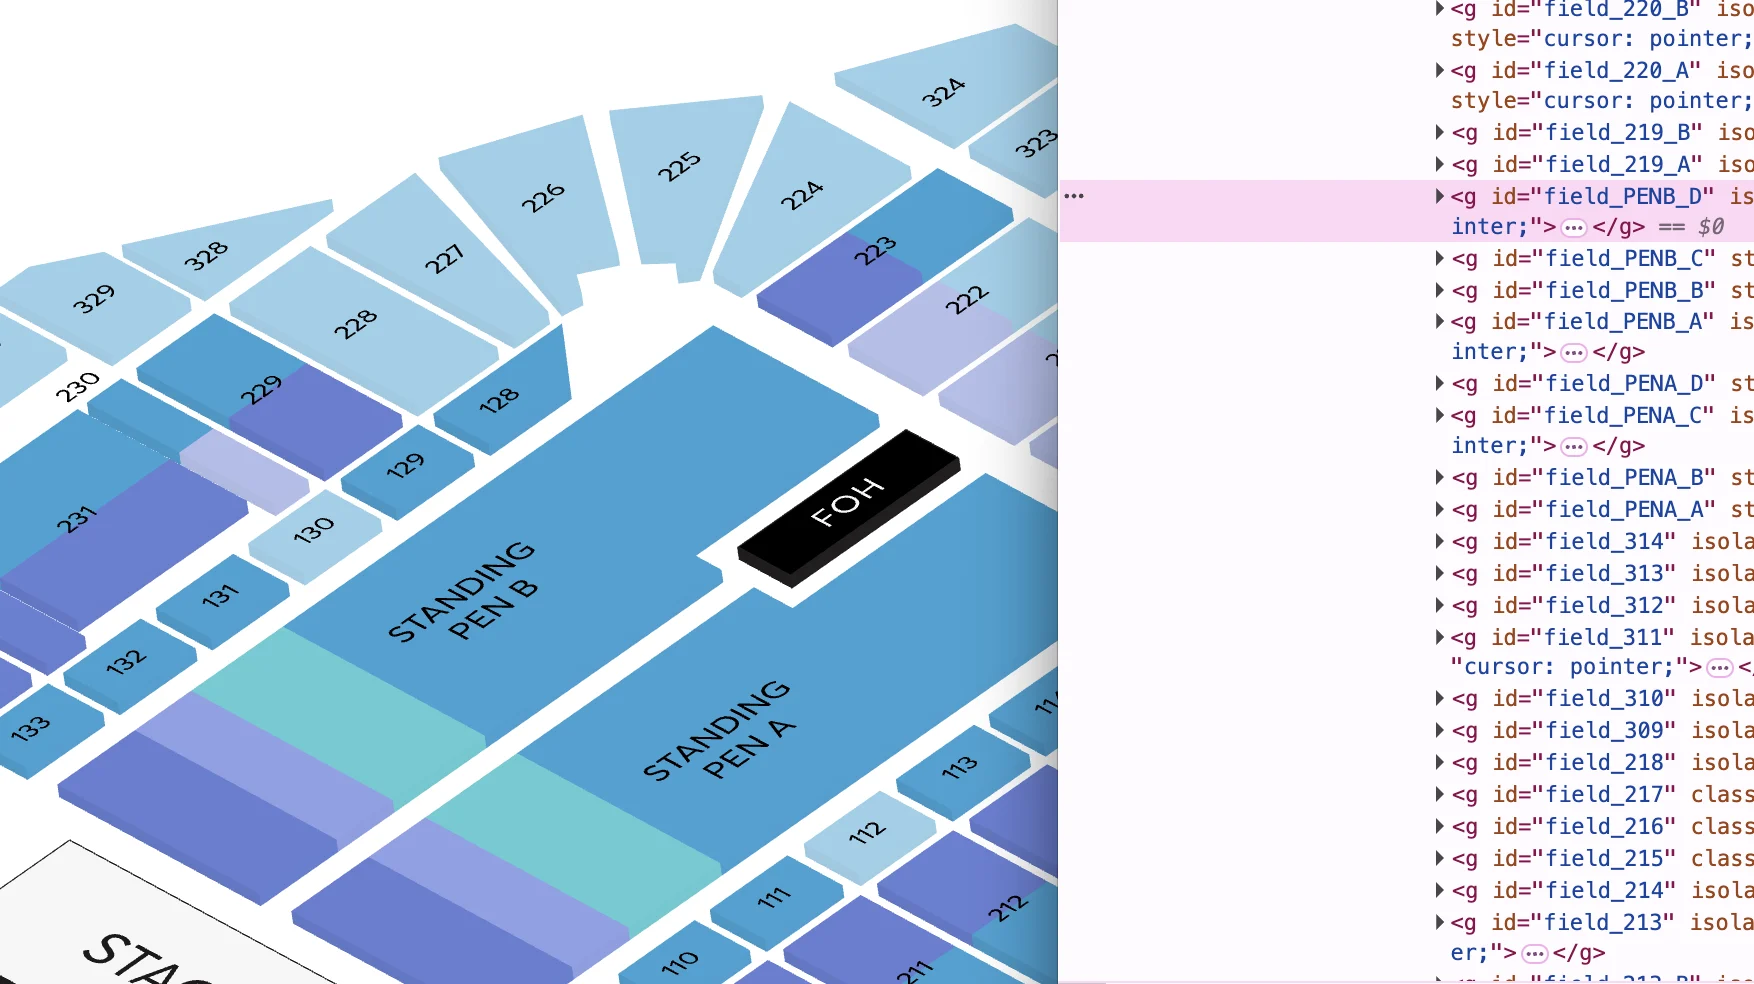 324
323
225
226
224
223
222
227
328
329
228
229
230
128
129
231
130
131
132
133
FOH
STANDING
PEN B
STANDING
PEN A
113
112
111
110
212
211
<g id="field_220_B" iso
style="cursor: pointer;
<g id="field_220_A" iso
style="cursor: pointer;
<g id="field_219_B" iso
<g id="field_219_A" iso
<g id="field_PENB_D" is
inter;">…</g> == $0
<g id="field_PENB_C" st
<g id="field_PENB_B" st
<g id="field_PENB_A" is
inter;">…</g>
<g id="field_PENA_D" st
<g id="field_PENA_C" is
inter;">…</g>
<g id="field_PENA_B" st
<g id="field_PENA_A" st
<g id="field_314" isola
<g id="field_313" isola
<g id="field_312" isola
<g id="field_311" isola
"cursor: pointer;">…</
<g id="field_310" isola
<g id="field_309" isola
<g id="field_218" isola
<g id="field_217" class
<g id="field_216" class
<g id="field_215" class
<g id="field_214" isola
<g id="field_213" isola
er;">…</g>